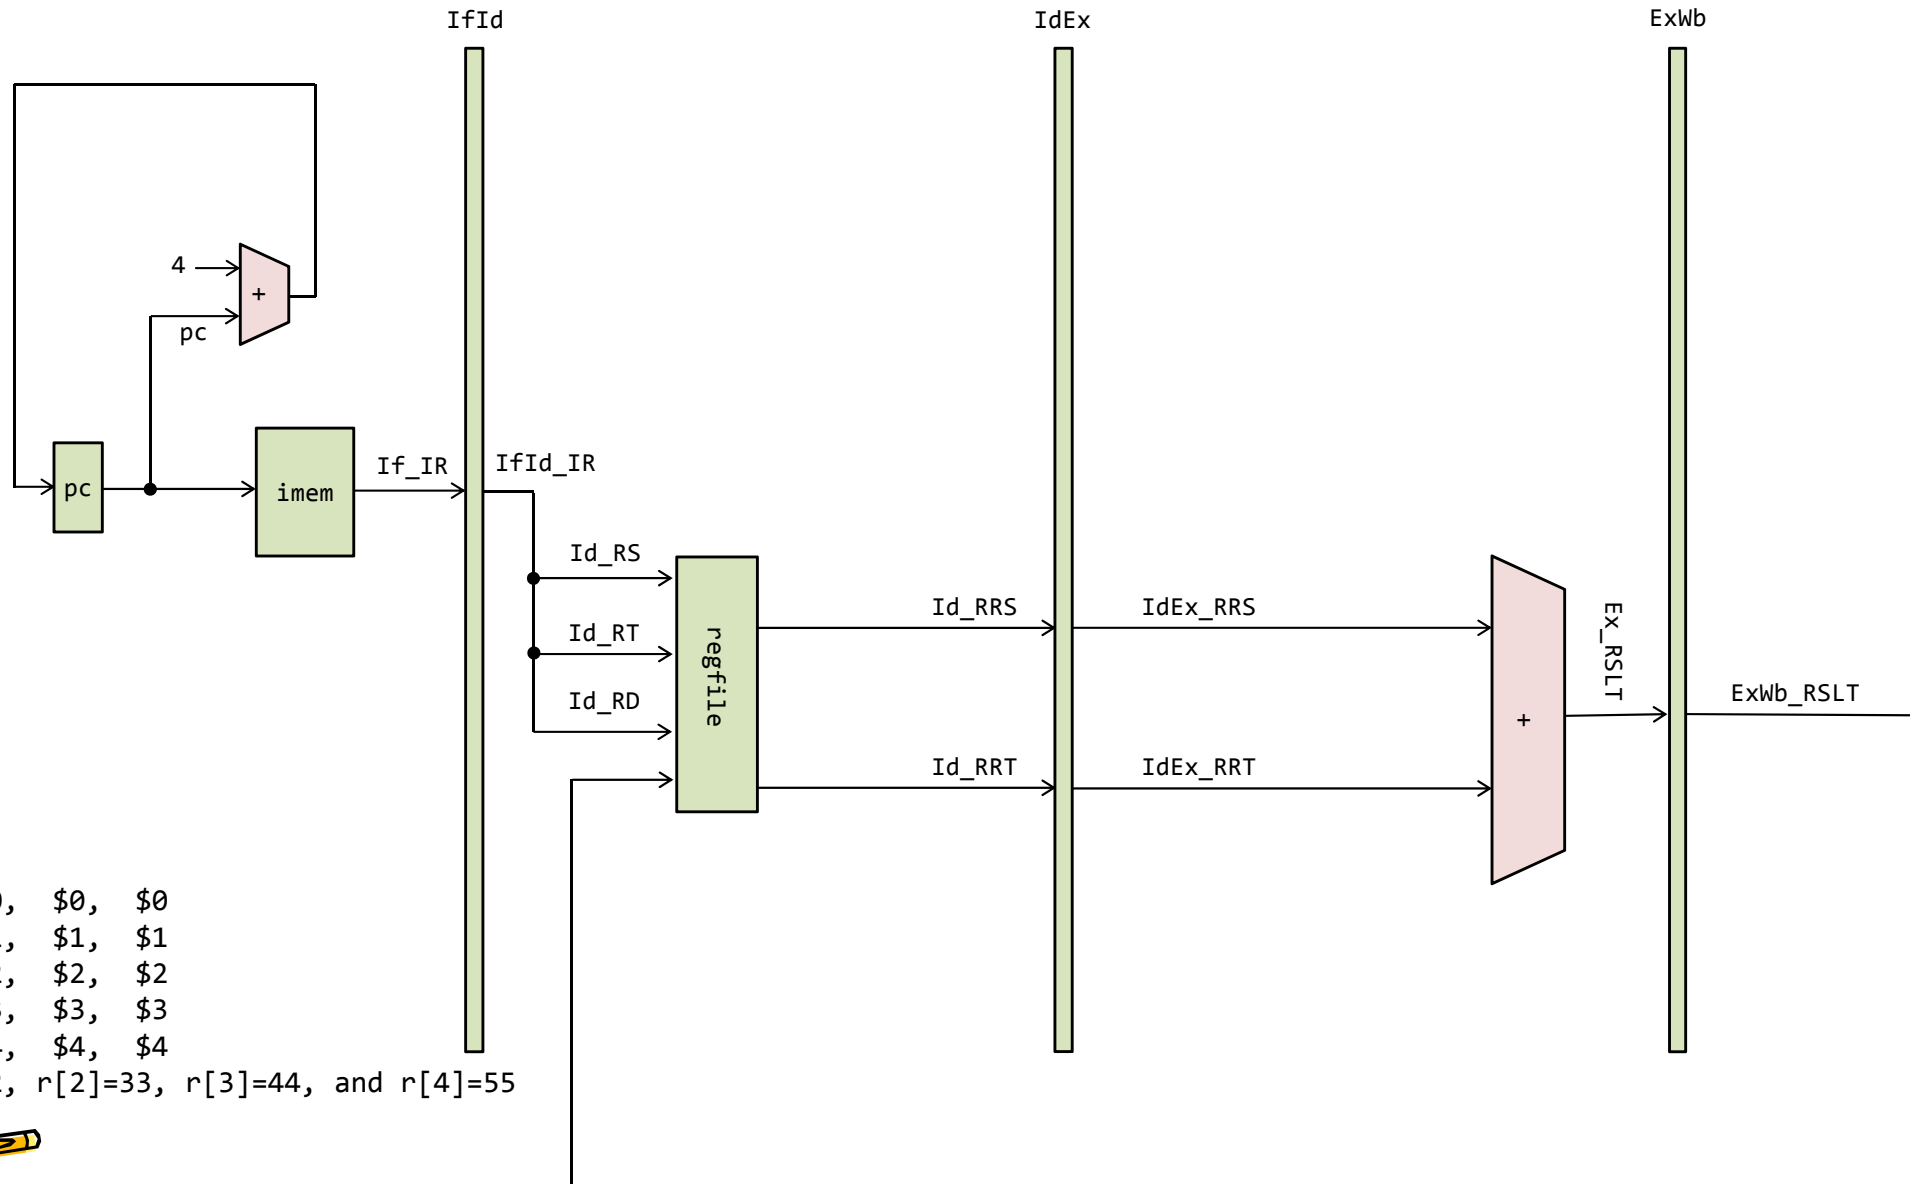 IfId
IdEx
ExWb
4
+
pc
pc
imem
If_IR
IfId_IR
Id_RS
Id_RT
Id_RD
regfile
Id_RRS
IdEx_RRS
Id_RRT
IdEx_RRT
+
Ex_RSLT
ExWb_RSLT
, $0, $0
, $1, $1
, $2, $2
, $3, $3
, $4, $4
, r[2]=33, r[3]=44, and r[4]=55